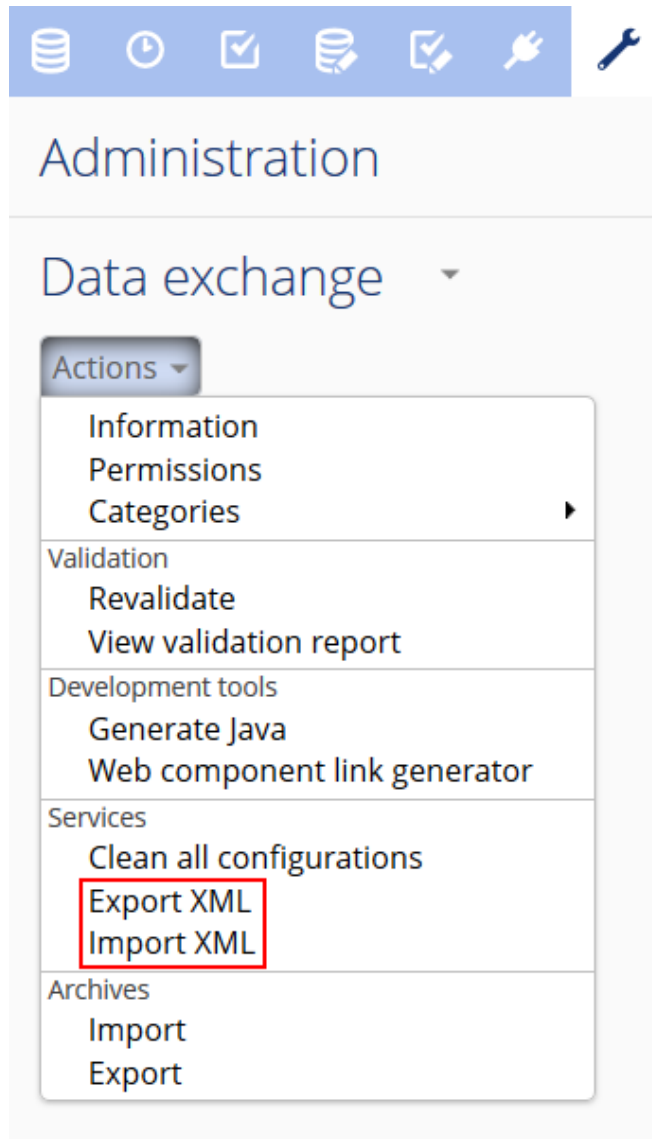 Administration
Data exchange
Actions
Information
Permissions
Categories
Validation
Revalidate
View validation report
Development tools
Generate Java
Web component link generator
Services
Clean all configurations
Export XML
Import XML
Archives
Import
Export